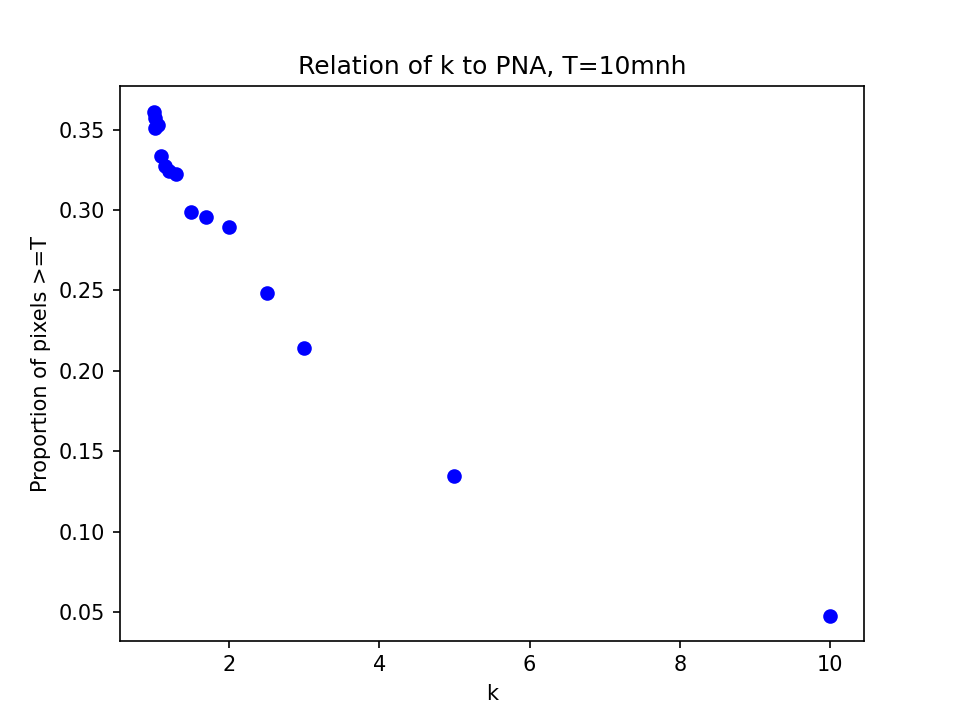 Relation of k to PNA, T=10mnh
Proportion of pixels >=T
0.35
0.30
0.25
0.20
0.15
0.10
0.05
2 4 6 8 10
k